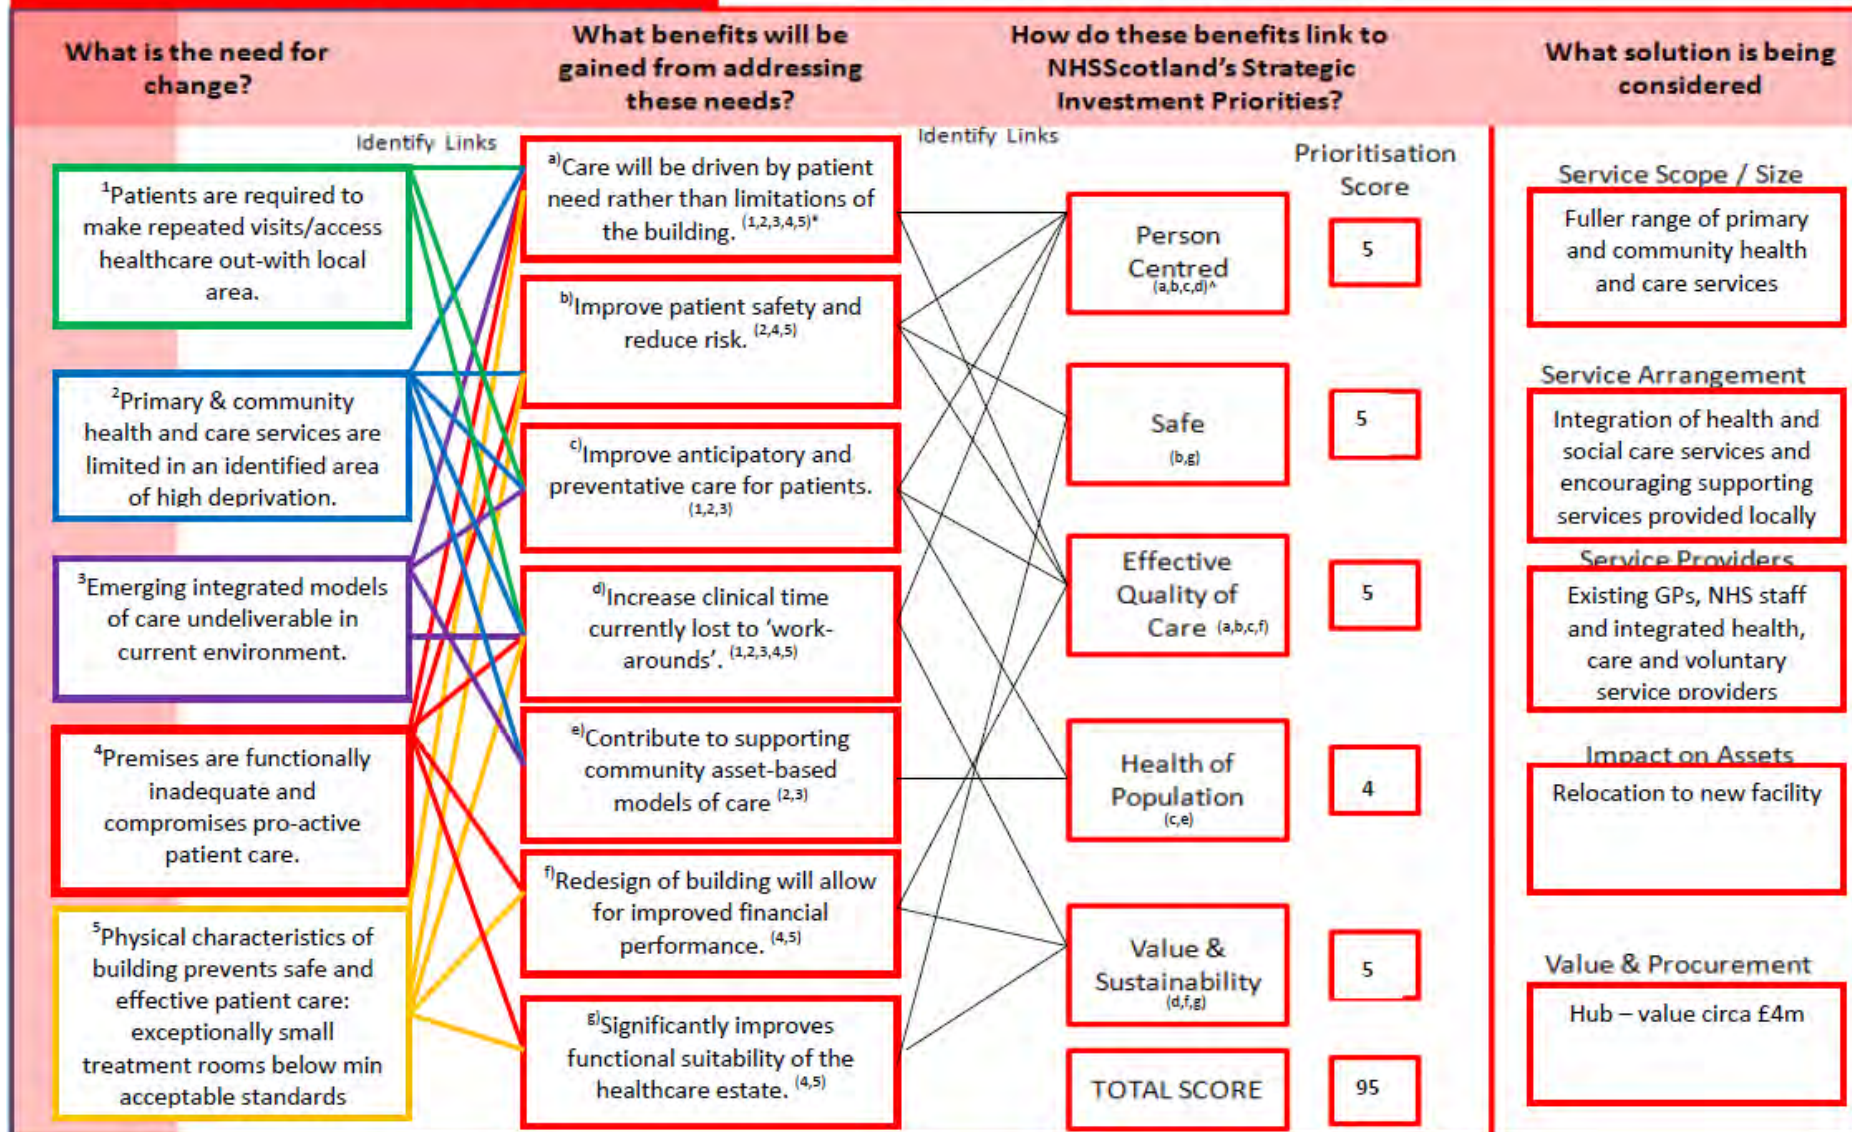 What is the need for
change?
What benefits will be
gained from addressing
these needs?
How do these benefits link to
NHSScotland's Strategic
Investment Priorities?
What solution is being
considered
Identify Links
Identify Links
1Patients are required to
make repeated visits/access
healthcare out-with local
area.
2Primary & community
health and care services are
limited in an identified area
of high deprivation.
3Emerging integrated models
of care undeliverable in
current environment.
4Premises are functionally
inadequate and
compromises pro-active
patient care.
5Physical characteristics of
building prevents safe and
effective patient care:
exceptionally small
treatment rooms below min
acceptable standards
a)Care will be driven by patient
need rather than limitations of
the building. (1,2,3,4,5)*
b)Improve patient safety and
reduce risk. (2,4,5)
c)Improve anticipatory and
preventative care for patients.
(1,2,3)
d)Increase clinical time
currently lost to ‘work-
arounds’. (1,2,3,4,5)
e)Contribute to supporting
community asset-based
models of care (2,3)
f)Redesign of building will allow
for improved financial
performance. (4,5)
g)Significantly improves
functional suitability of the
healthcare estate. (4,5)
Prioritisation
Score
Person
Centred
(a,b,c,d)^
5
Safe
(b,g)
5
Effective
Quality of
Care (a,b,c,f)
5
Health of
Population
(c,e)
4
Value &
Sustainability
(d,f,g)
5
TOTAL SCORE
95
Service Scope / Size
Fuller range of primary
and community health
and care services
Service Arrangement
Integration of health and
social care services and
encouraging supporting
services provided locally
Service Providers
Existing GPs, NHS staff
and integrated health,
care and voluntary
service providers
Impact on Assets
Relocation to new facility
Value & Procurement
Hub – value circa £4m